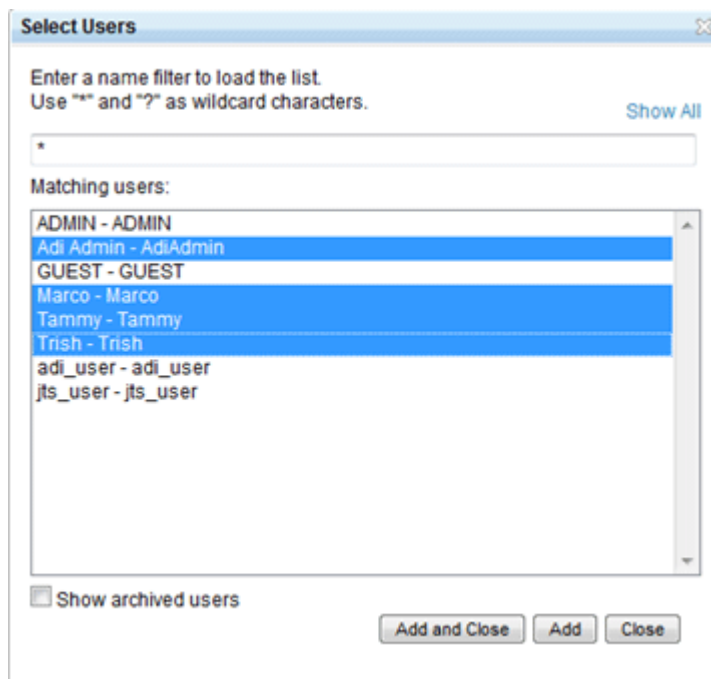 Select Users
Enter a name filter to load the list.
Use "*" and "?" as wildcard characters.
Show All
*
Matching users:
ADMIN - ADMIN
Adi Admin - AdiAdmin
GUEST - GUEST
Marco - Marco
Tammy - Tammy
Trish - Trish
adi_user - adi_user
jts_user - jts_user
Show archived users
Add and Close Add Close